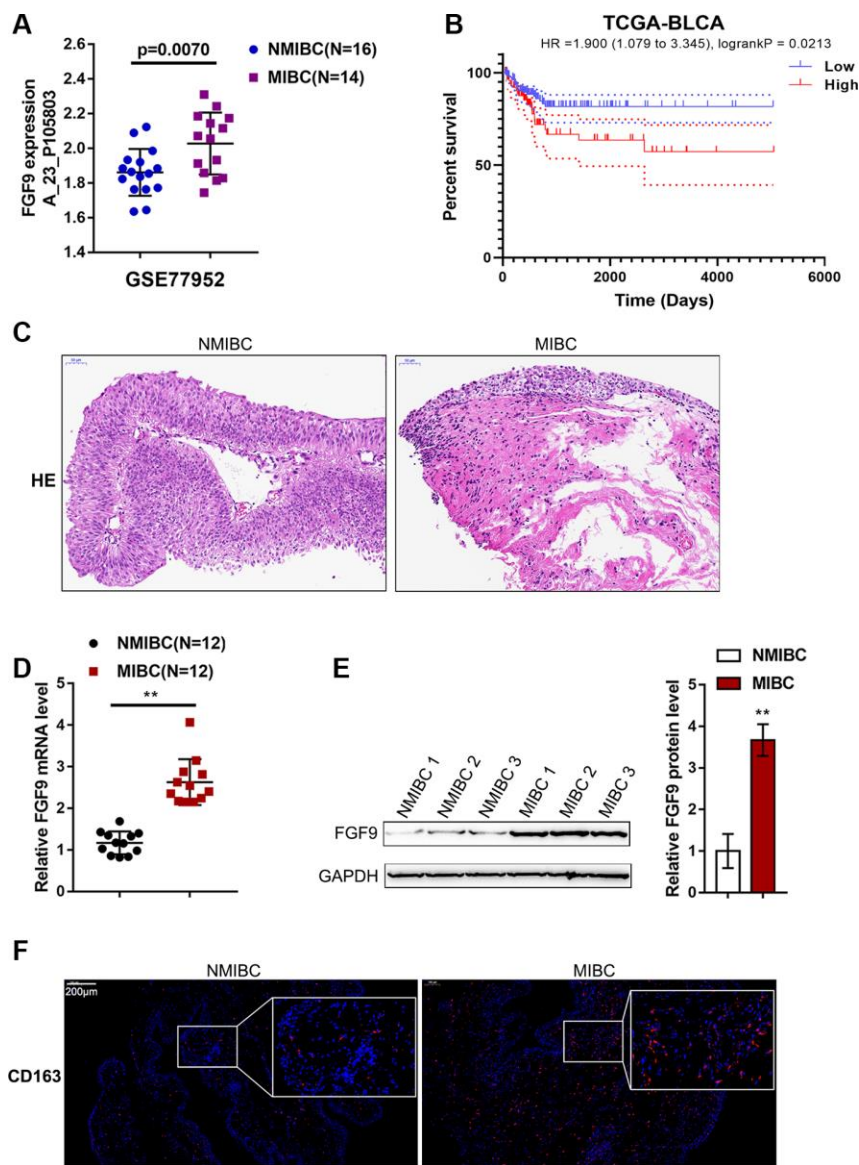 A
p=0.0070
NMIBC(N=16)
MIBC(N=14)
FGF9 expression
A_23_P105803
2.6
2.4
2.2
2.0
1.8
1.6
1.4
GSE77952
B
TCGA-BLCA
HR =1.900 (1.079 to 3.345), logrankP = 0.0213
Low
High
Percent survival
100
50
0
0
2000
4000
6000
Time (Days)
C
NMIBC
MIBC
HE
D
NMIBC(N=12)
MIBC(N=12)
**
Relative FGF9 mRNA level
5
4
3
2
1
0
E
NMIBC 1
NMIBC 2
NMIBC 3
MIBC 1
MIBC 2
MIBC 3
FGF9
GAPDH
NMIBC
MIBC
**
Relative FGF9 protein level
5
4
3
2
1
0
F
NMIBC
MIBC
200μm
CD163